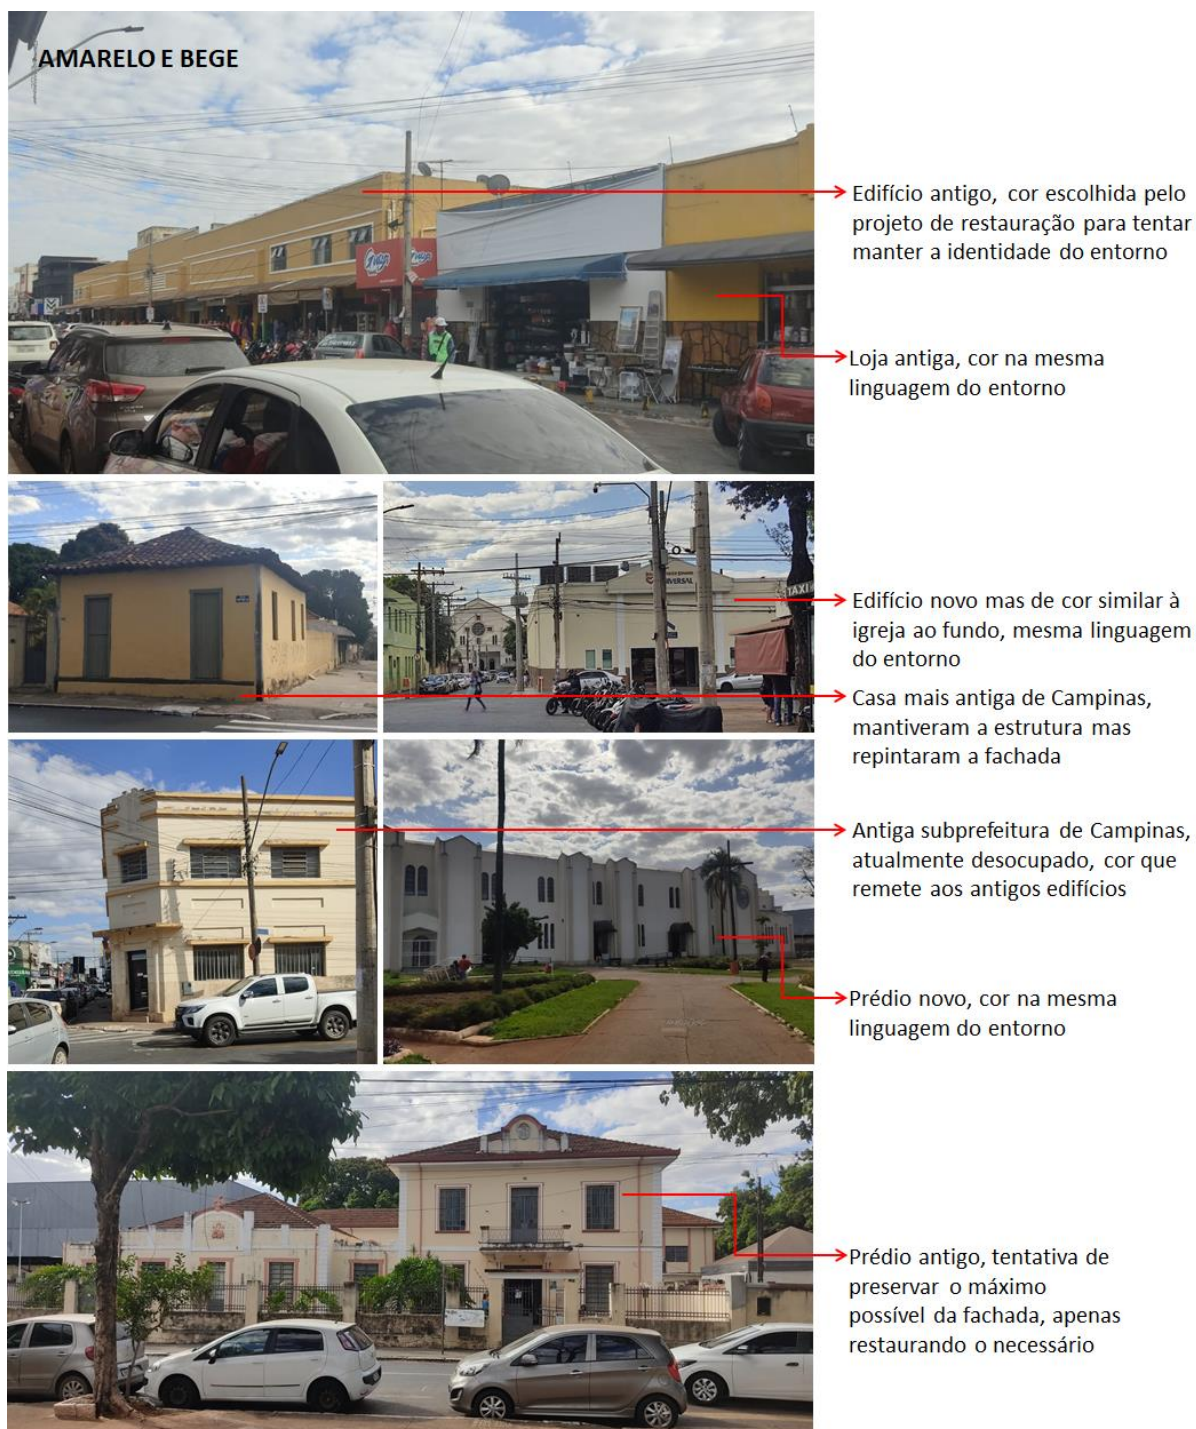 AMARELO E BEGE
Edifício antigo, cor escolhida pelo
projeto de restauração para tentar
manter a identidade do entorno
Loja antiga, cor na mesma
linguagem do entorno
UNIVERSAL
TAXI
Edifício novo mas de cor similar à
igreja ao fundo, mesma linguagem
do entorno
Casa mais antiga de Campinas,
mantiveram a estrutura mas
repintaram a fachada
Antiga subprefeitura de Campinas,
atualmente desocupado, cor que
remete aos antigos edifícios
Prédio novo, cor na mesma
linguagem do entorno
Prédio antigo, tentativa de
preservar o máximo
possível da fachada, apenas
restaurando o necessário